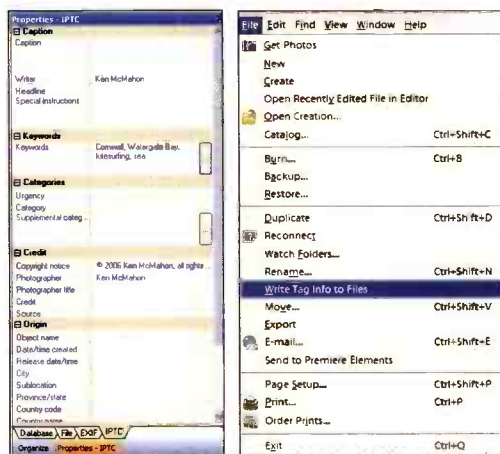 Properties - IPTC
Caption
Caption
Writer Kan McMahon
Headline
Special instructions
Keywords
Keywords Cornwall, Watergate Bay, kitesurfing, sea
Categories
Urgency
Category
Supplemental categ...
Credit
Copyright notice © 2006 Ken McMahon, all rights ...
Photographer Ken McMahon
Photographer title
Credit
Source
Origin
Object name
Date/time created
Release date/time
City
Sublocation
Province/state
Country code
Country name
Database File EXIF IPTC
Organize Properties - IPTC
File Edit Find View Window Help
Get Photos
New
Create
Open Recently Edited File in Editor
Open Creation...
Catalog... Ctrl+Shift+C
Burn... Ctrl+B
Backup...
Restore...
Duplicate Ctrl+Shift+D
Reconnect
Watch Folders...
Rename... Ctrl+Shift+N
Write Tag Info to Files
Move... Ctrl+Shift+V
Export
E-mail... Ctrl+Shift+E
Send to Premiere Elements
Page Setup... Ctrl+Shift+P
Print... Ctrl+P
Order Prints...
Exit Ctrl+Q